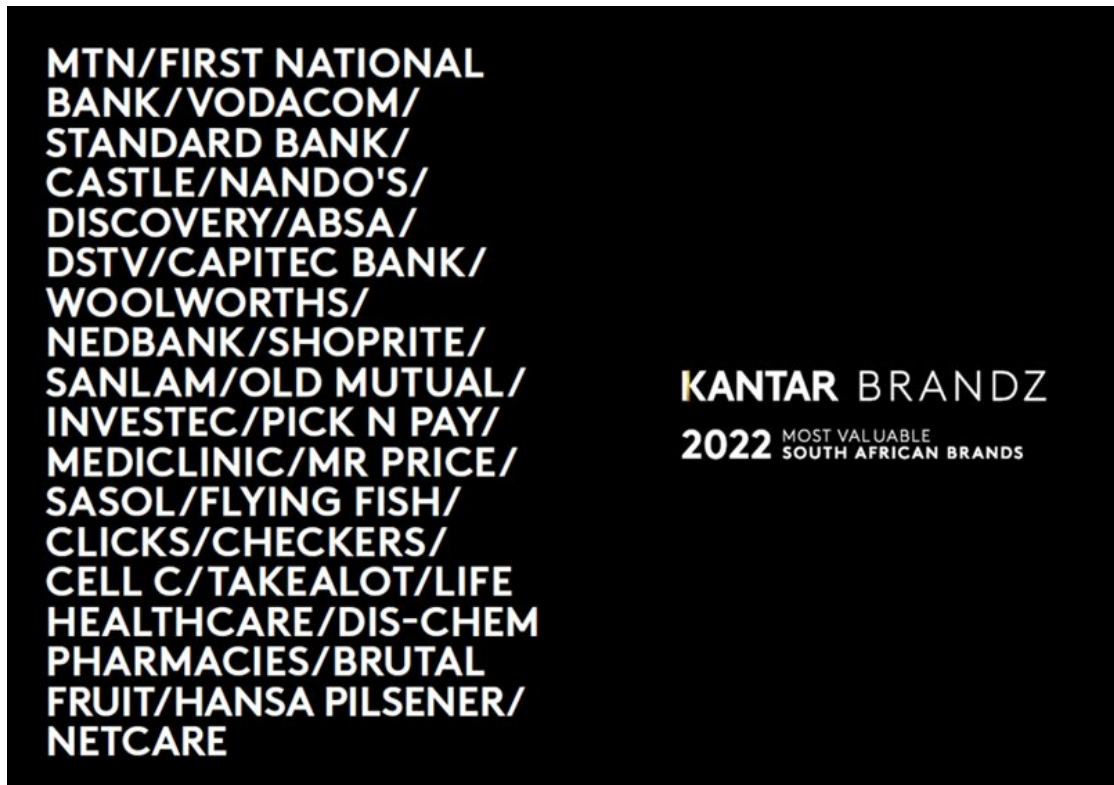 MTN/FIRST NATIONAL
BANK/VODACOM/
STANDARD BANK/
CASTLE/NANDO'S/
DISCOVERY/ABSA/
DSTV/CAPITEC BANK/
WOOLWORTHS/
NEDBANK/SHOPRITE/
SANLAM/OLD MUTUAL/
INVESTEC/PICK N PAY/
MEDICLINIC/MR PRICE/
SASOL/FLYING FISH/
CLICKS/CHECKERS/
CELL C/TAKEALOT/LIFE
HEALTHCARE/DIS-CHEM
PHARMACIES/BRUTAL
FRUIT/HANSA PILSENER/
NETCARE
KANTAR BRANDZ
2022 MOST VALUABLE
SOUTH AFRICAN BRANDS